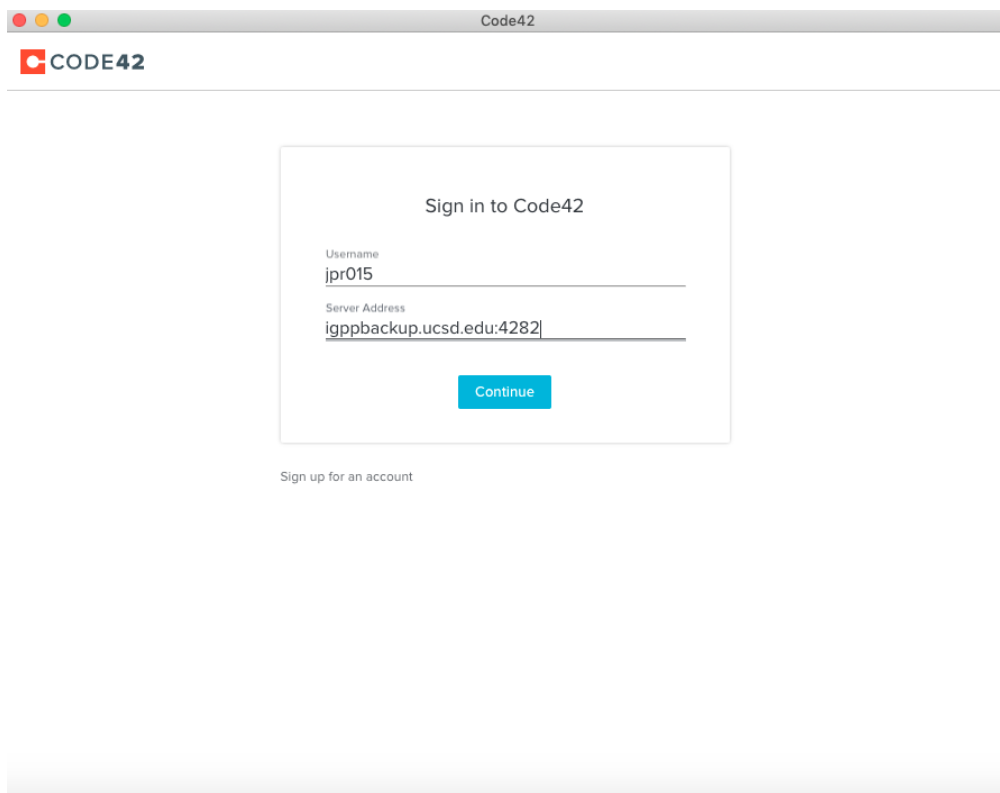 Code42
CODE42
Sign in to Code42
Username
jpr015
Server Address
igppbackup.ucsd.edu:4282
Continue
Sign up for an account